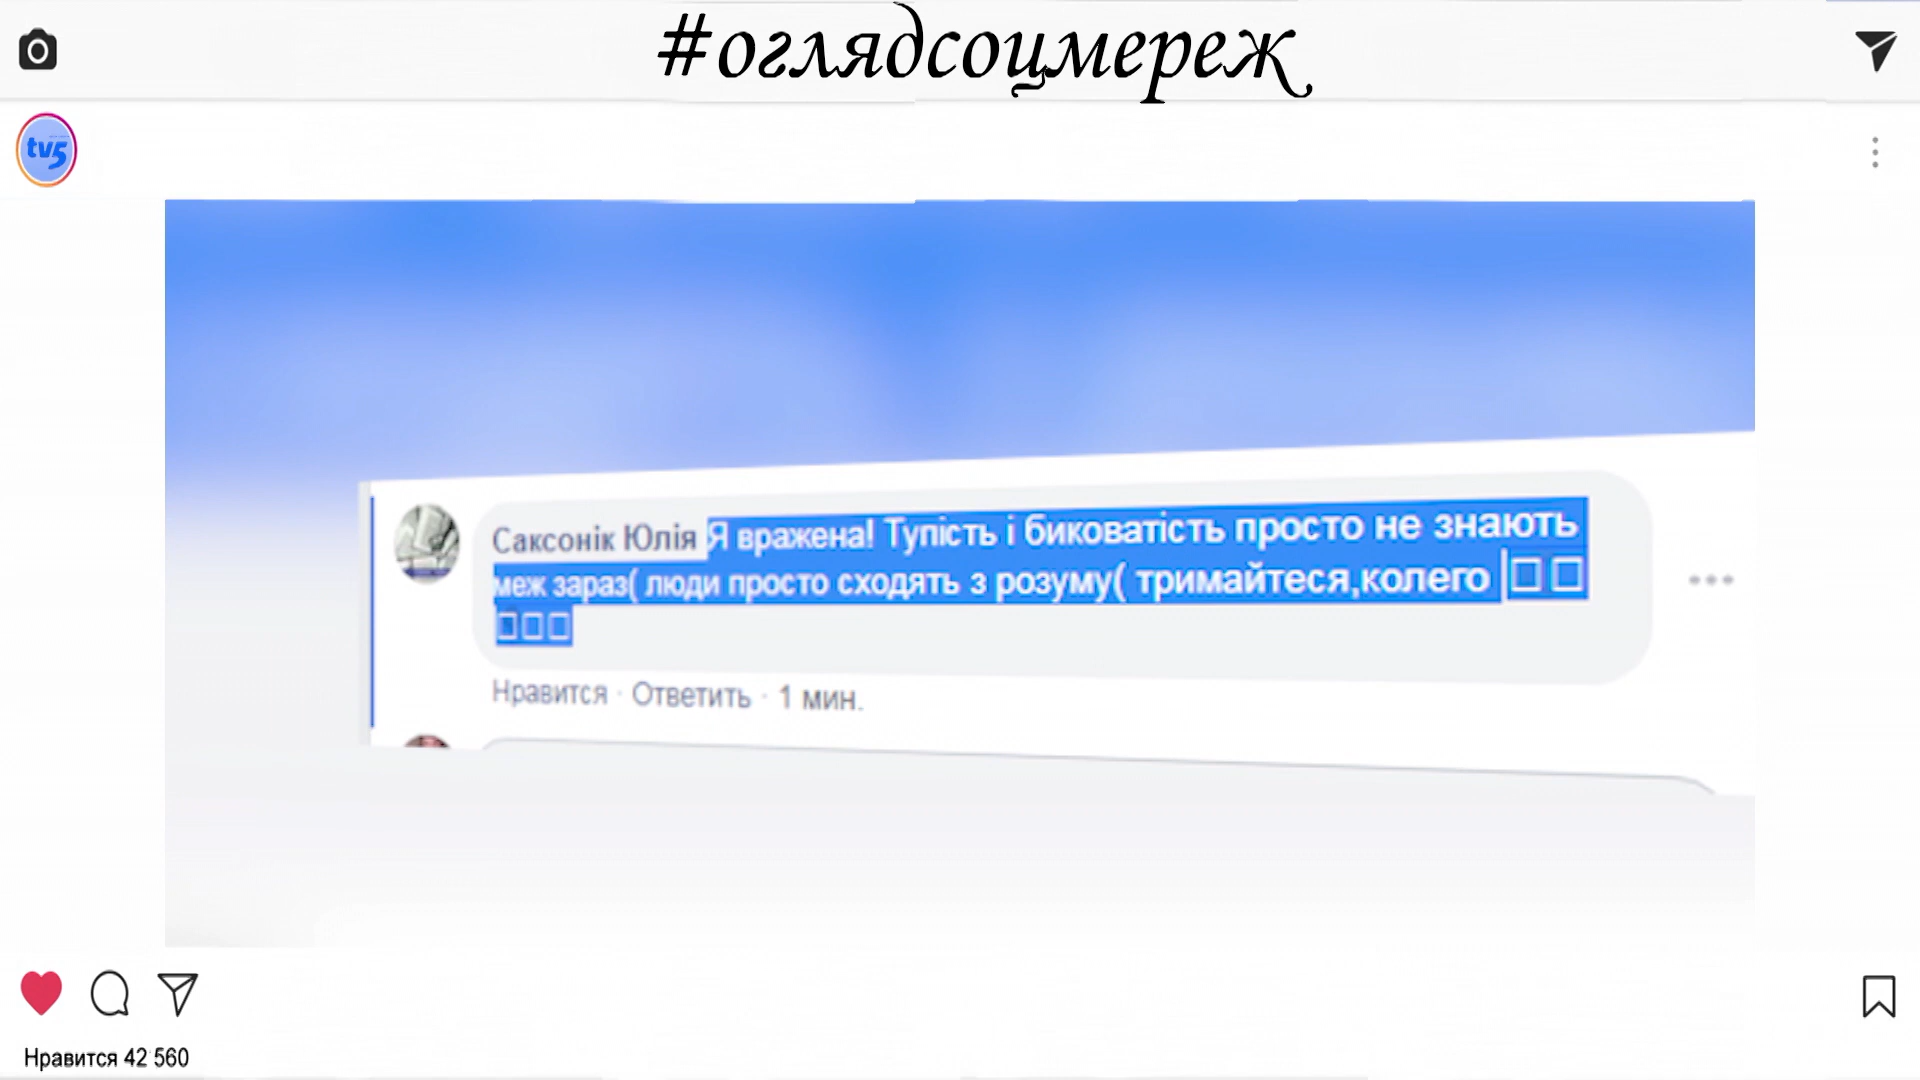 #оглядсоцмереж
tv5
Саксонік Юлія Я вражена! Тупість і биковатість просто не знають
меж зараз( люди просто сходять з розуму( тримайтеся,колего
Нравится · Ответить · 1 мин.
Нравится 42 560